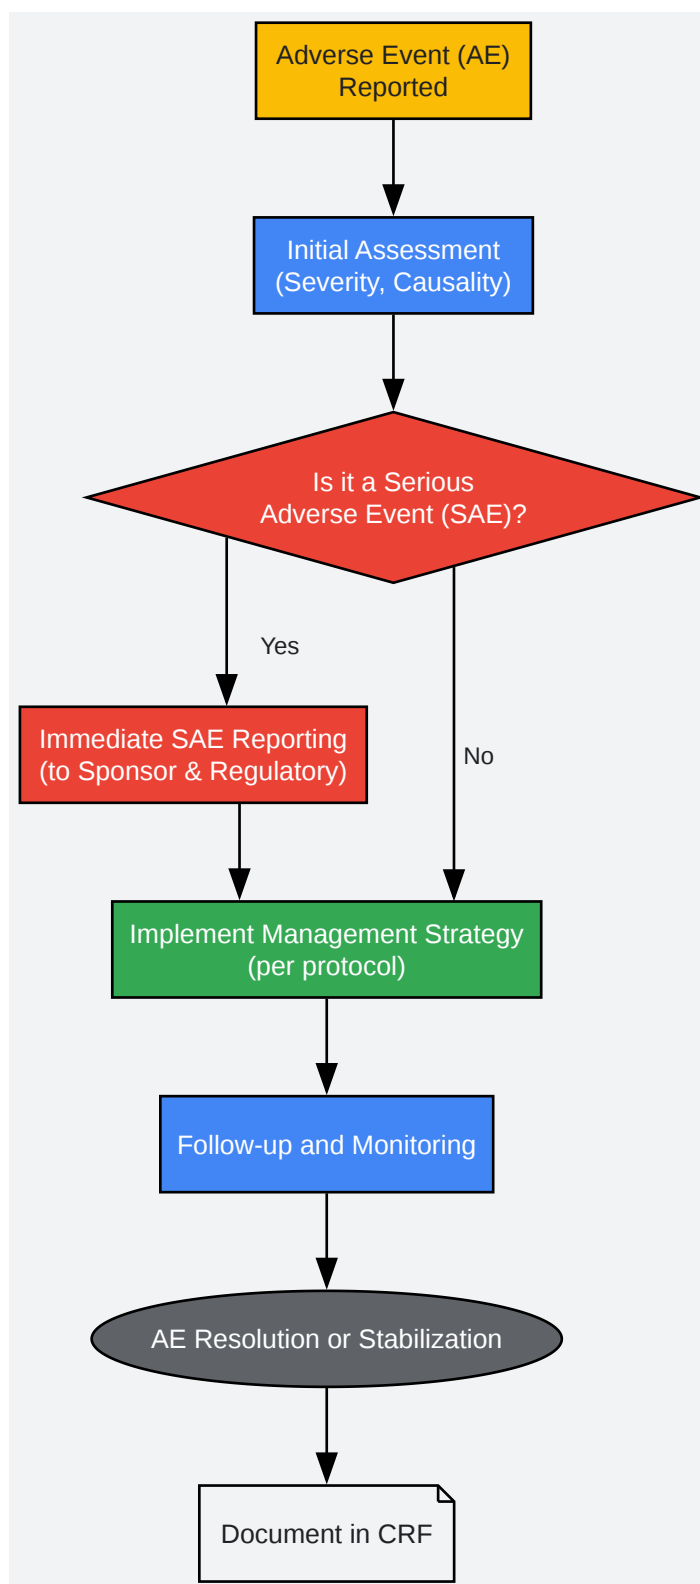 Adverse Event (AE)
Reported
Initial Assessment
(Severity, Causality)
Is it a Serious
Adverse Event (SAE)?
Yes
Immediate SAE Reporting
(to Sponsor & Regulatory)
No
Implement Management Strategy
(per protocol)
Follow-up and Monitoring
AE Resolution or Stabilization
Document in CRF